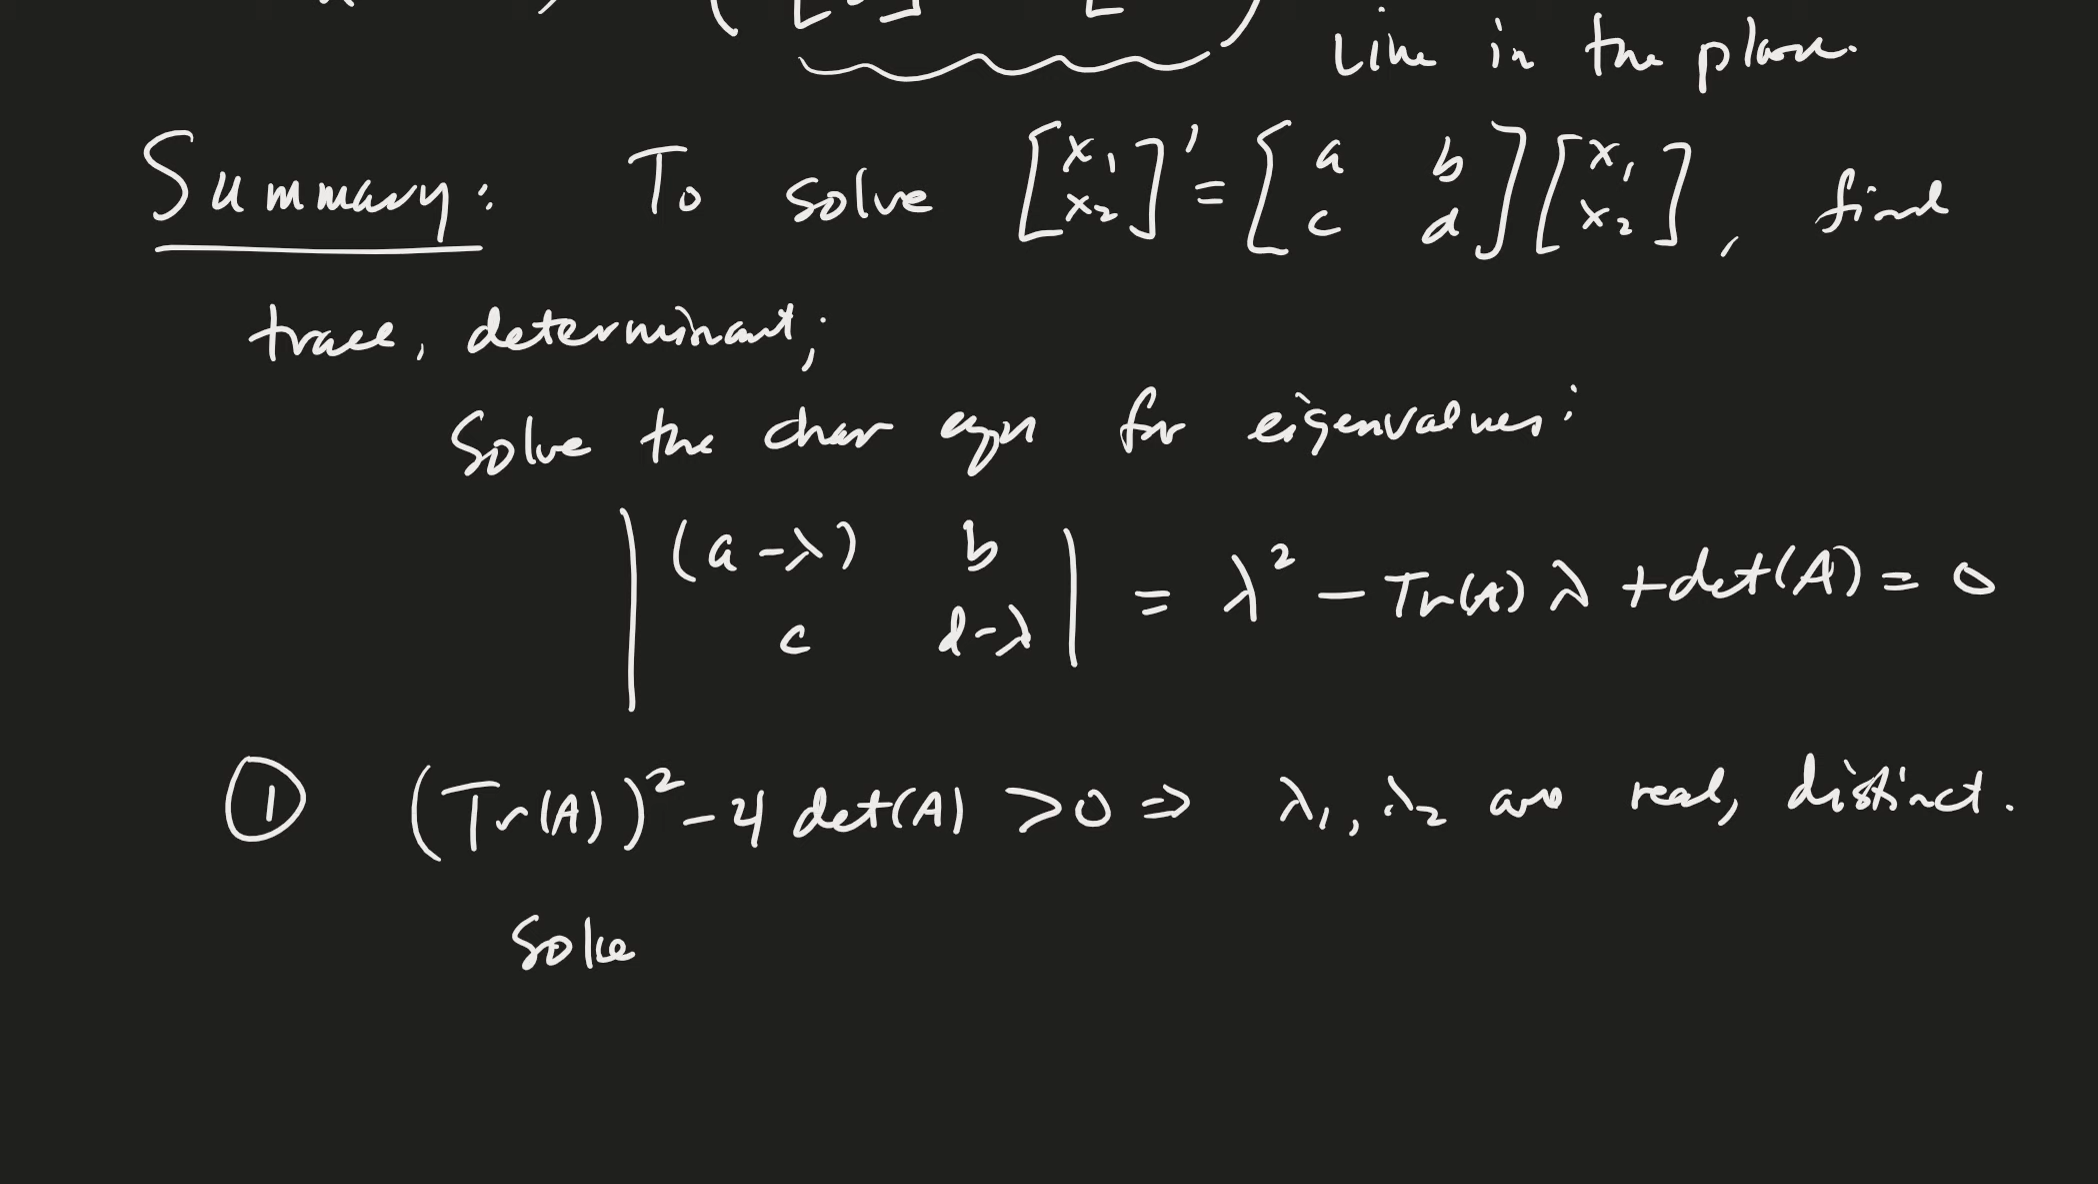 Line in the plane.
Summary: To solve [x₁ x₂]' = [a b c d] [x₁ x₂], find
trace, determinant;
Solve the char eqn for eigenvalues:
|(a-λ) b c d-λ| = λ² - Tr(A) λ + det(A) = 0
① (Tr(A))² - 4 det(A) > 0 ⇒ λ₁, λ₂ are real, distinct.
Solve